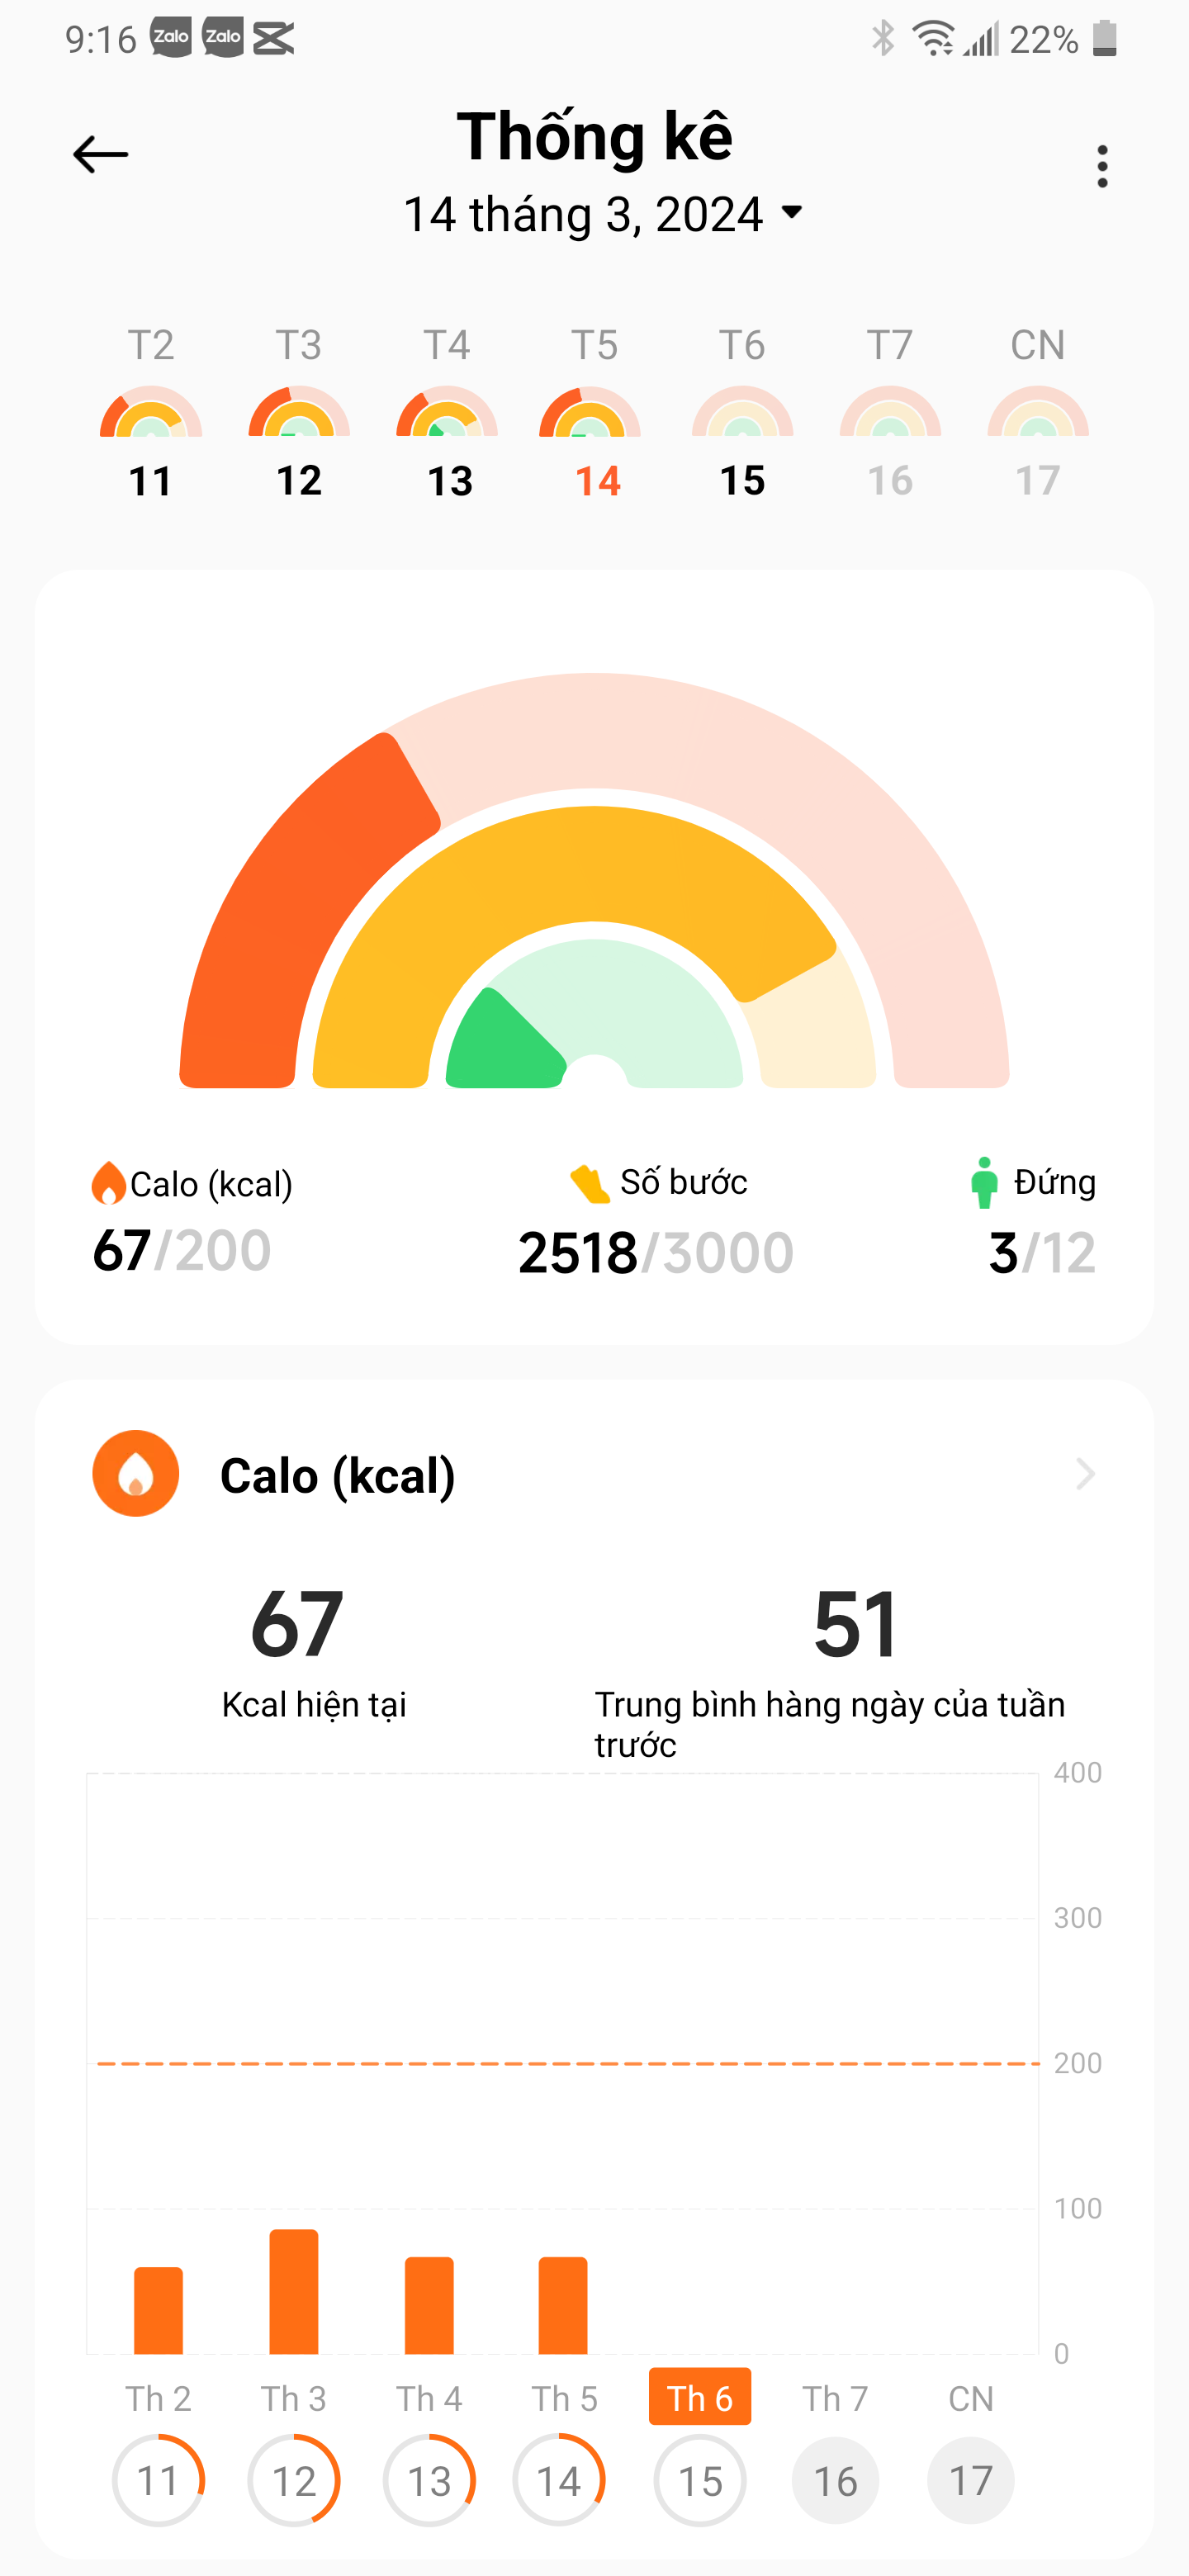 9:16 Zalo Zalo 22%
Thống kê
14 tháng 3, 2024
T2 T3 T4 T5 T6 T7 CN
11 12 13 14 15 16 17
Calo (kcal) Số bước Đứng
67/200 2518/3000 3/12
Calo (kcal)
67 51
Kcal hiện tại Trung bình hàng ngày của tuần
trước
400
300
200
100
0
Th 2 Th 3 Th 4 Th 5 Th 6 Th 7 CN
11 12 13 14 15 16 17